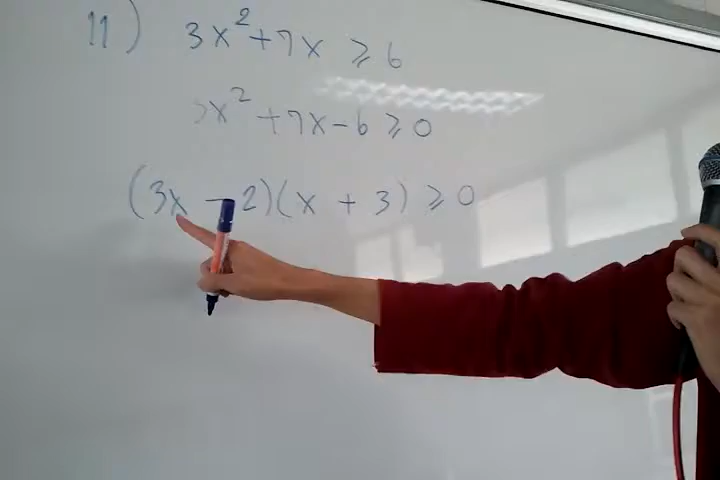 11) 3x² + 7x ≥ 6
3x² + 7x - 6 ≥ 0
(3x - 2)(x + 3) ≥ 0